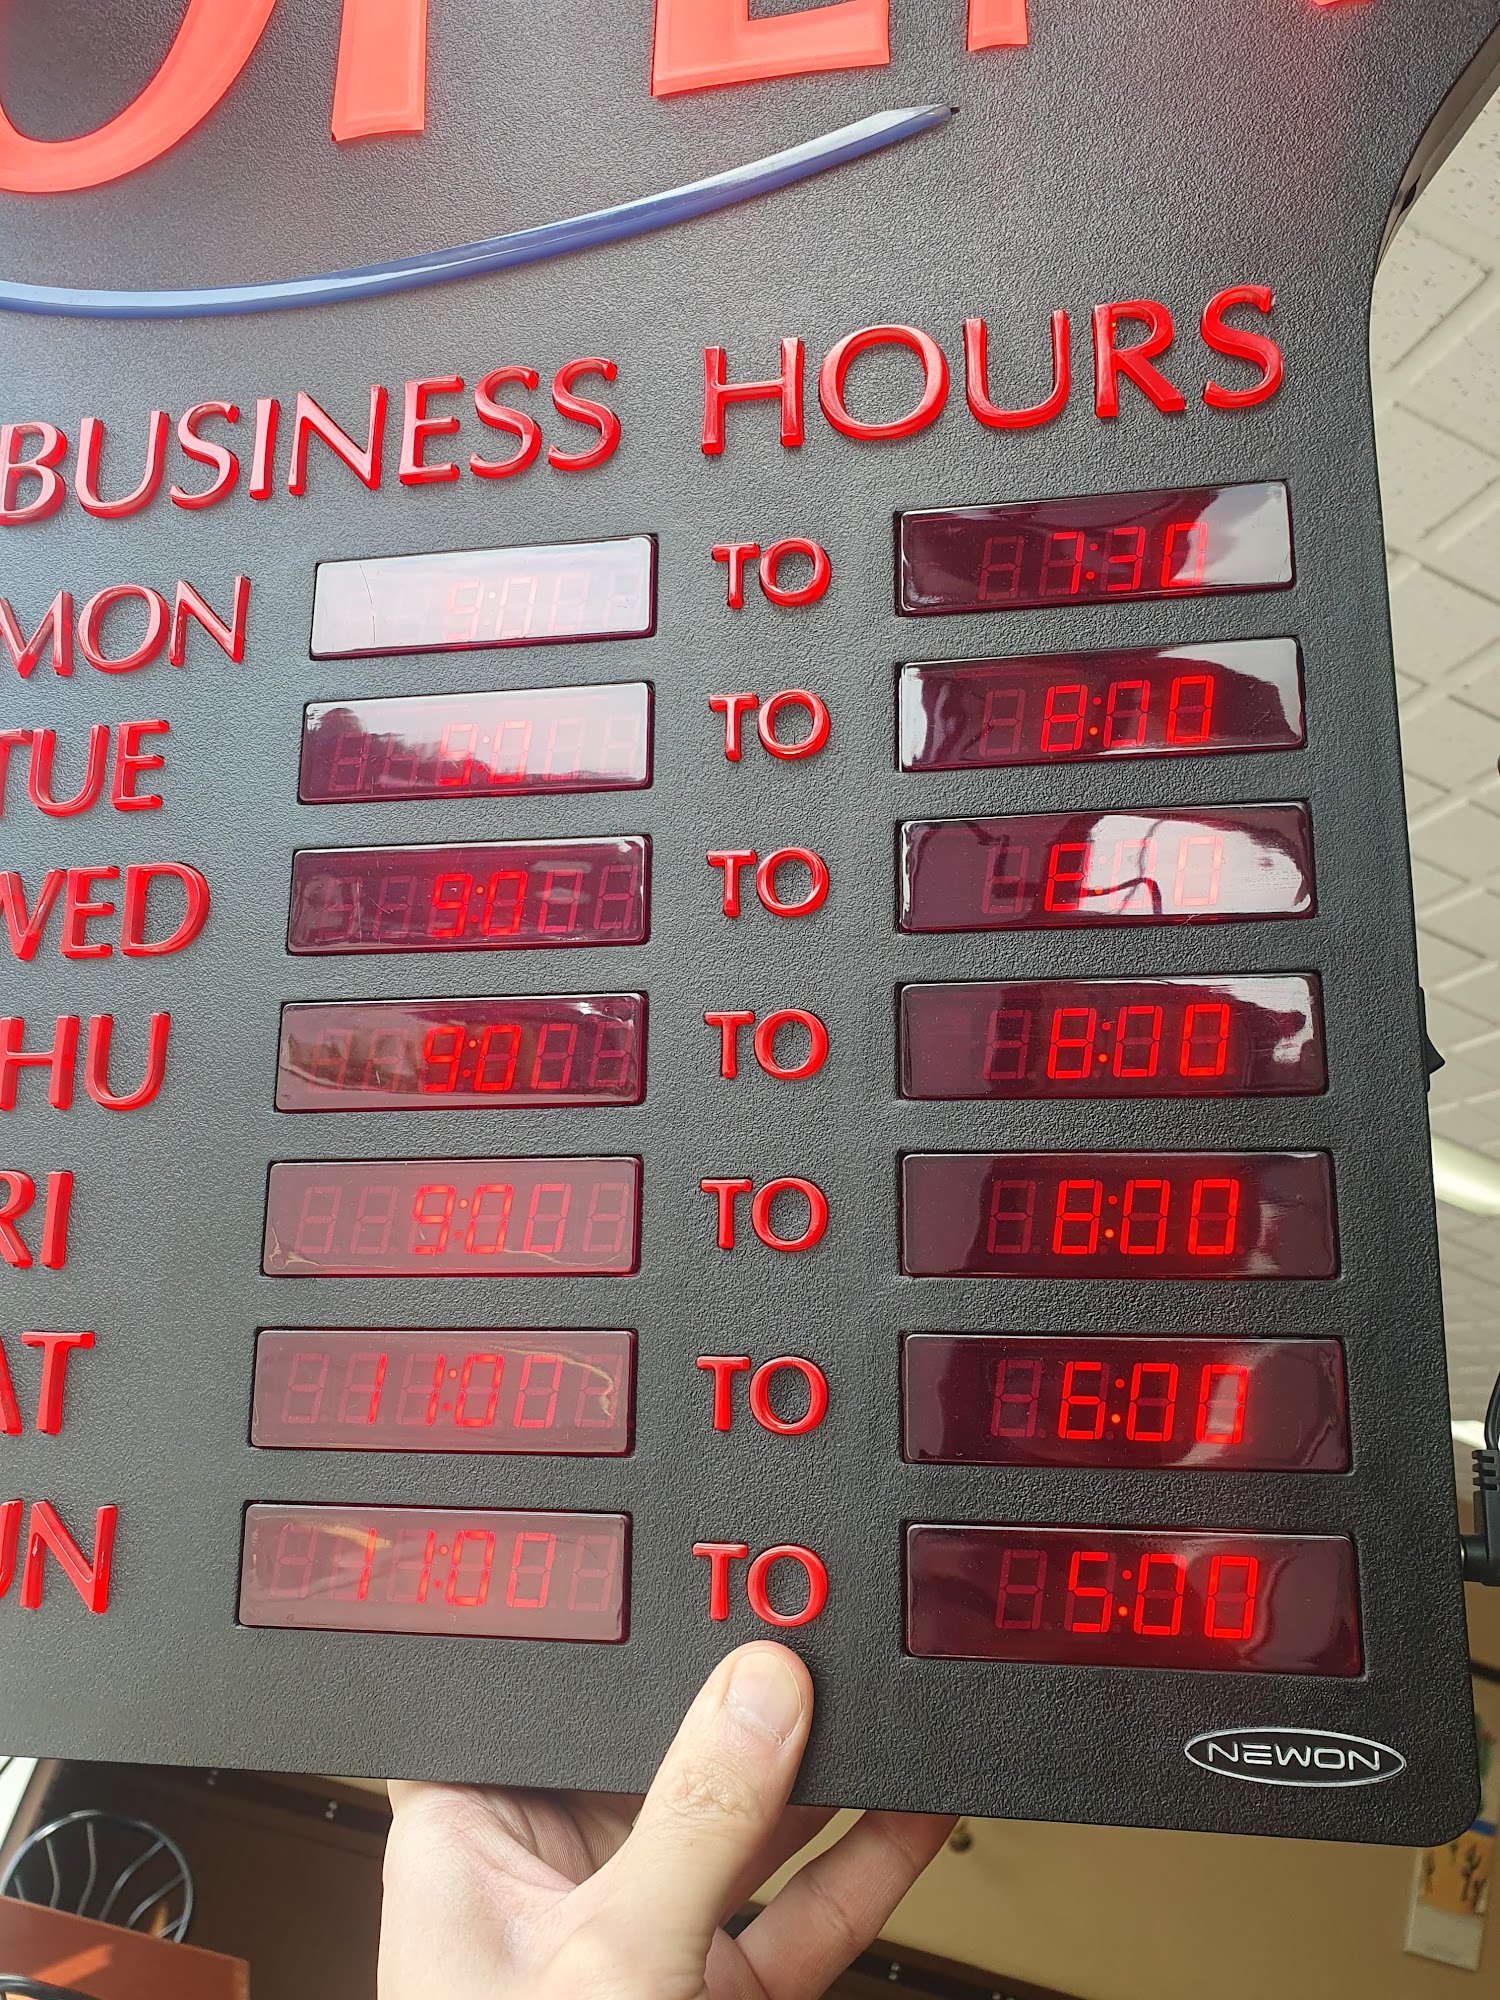 OPEN
BUSINESS HOURS
MON 9:00 TO 7:30
TUE 9:00 TO 8:00
WED 9:00 TO
HU 9:00 TO 8:00
RI 9:00 TO
AT 11:00 TO 6:00
UN 11:00 TO 5:00
NEWON